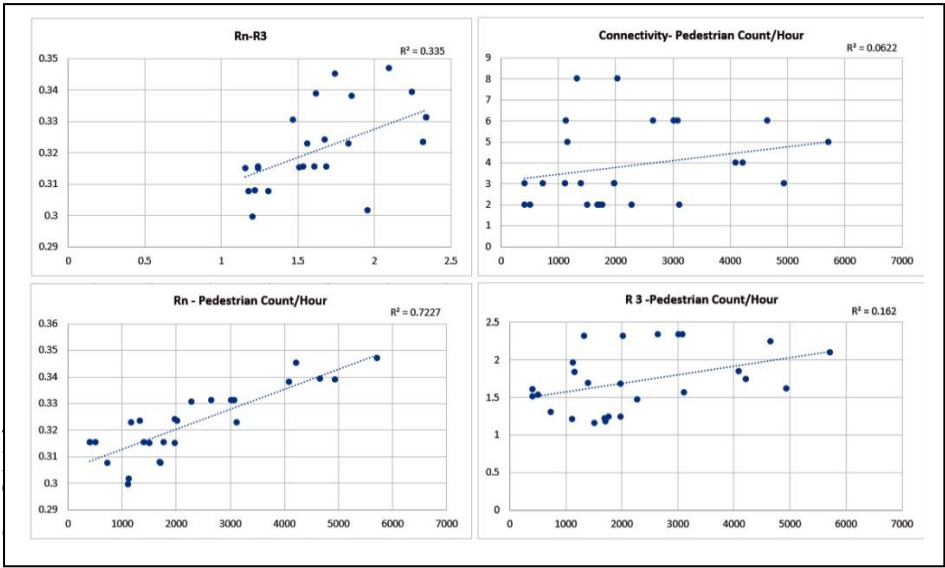 Rn-R3
R² = 0.335
0.35
0.34
0.33
0.32
0.31
0.3
0.29
0 0.5 1 1.5 2 2.5
Connectivity- Pedestrian Count/Hour
R² = 0.0622
9
8
7
6
5
4
3
2
1
0
0 1000 2000 3000 4000 5000 6000 7000
Rn - Pedestrian Count/Hour
R² = 0.7227
0.36
0.35
0.34
0.33
0.32
0.31
0.3
0.29
0 1000 2000 3000 4000 5000 6000 7000
R 3 -Pedestrian Count/Hour
R² = 0.162
2.5
2
1.5
1
0.5
0
0 1000 2000 3000 4000 5000 6000 7000